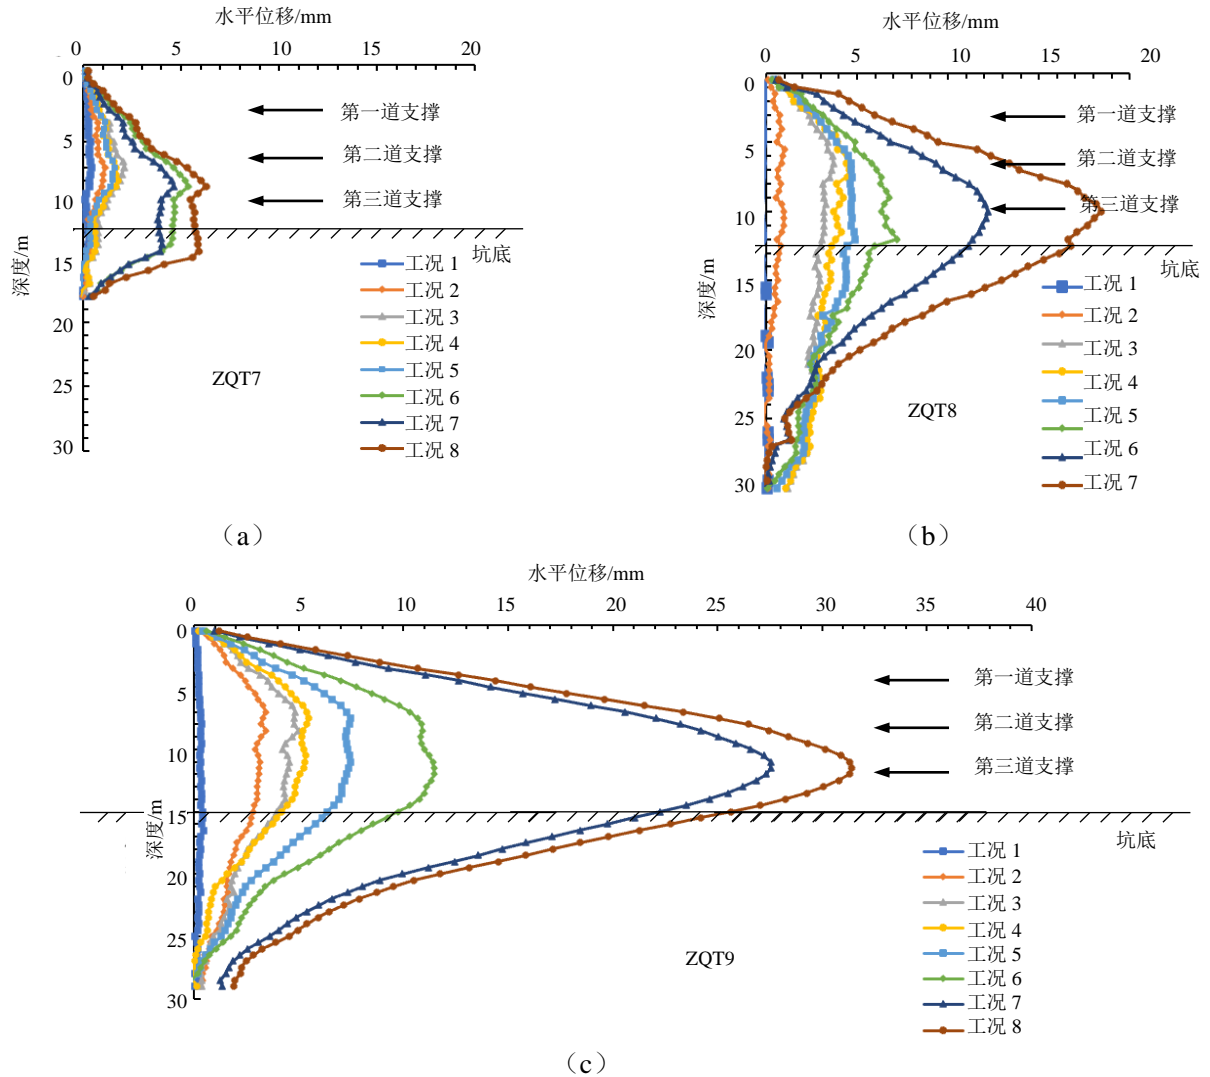 水平位移/mm
0 5 10 15 20
0
5
10
15
20
25
30
深度/m
第一道支撑
第二道支撑
第三道支撑
坑底
工况 1
工况 2
工况 3
工况 4
工况 5
工况 6
工况 7
工况 8
ZQT7
（a）
水平位移/mm
0 5 10 15 20
0
5
10
15
20
25
30
深度/m
第一道支撑
第二道支撑
第三道支撑
坑底
工况 1
工况 2
工况 3
工况 4
工况 5
工况 6
工况 7
ZQT8
（b）
水平位移/mm
0 5 10 15 20 25 30 35 40
0
5
10
15
20
25
30
深度/m
第一道支撑
第二道支撑
第三道支撑
坑底
工况 1
工况 2
工况 3
工况 4
工况 5
工况 6
工况 7
工况 8
ZQT9
（c）